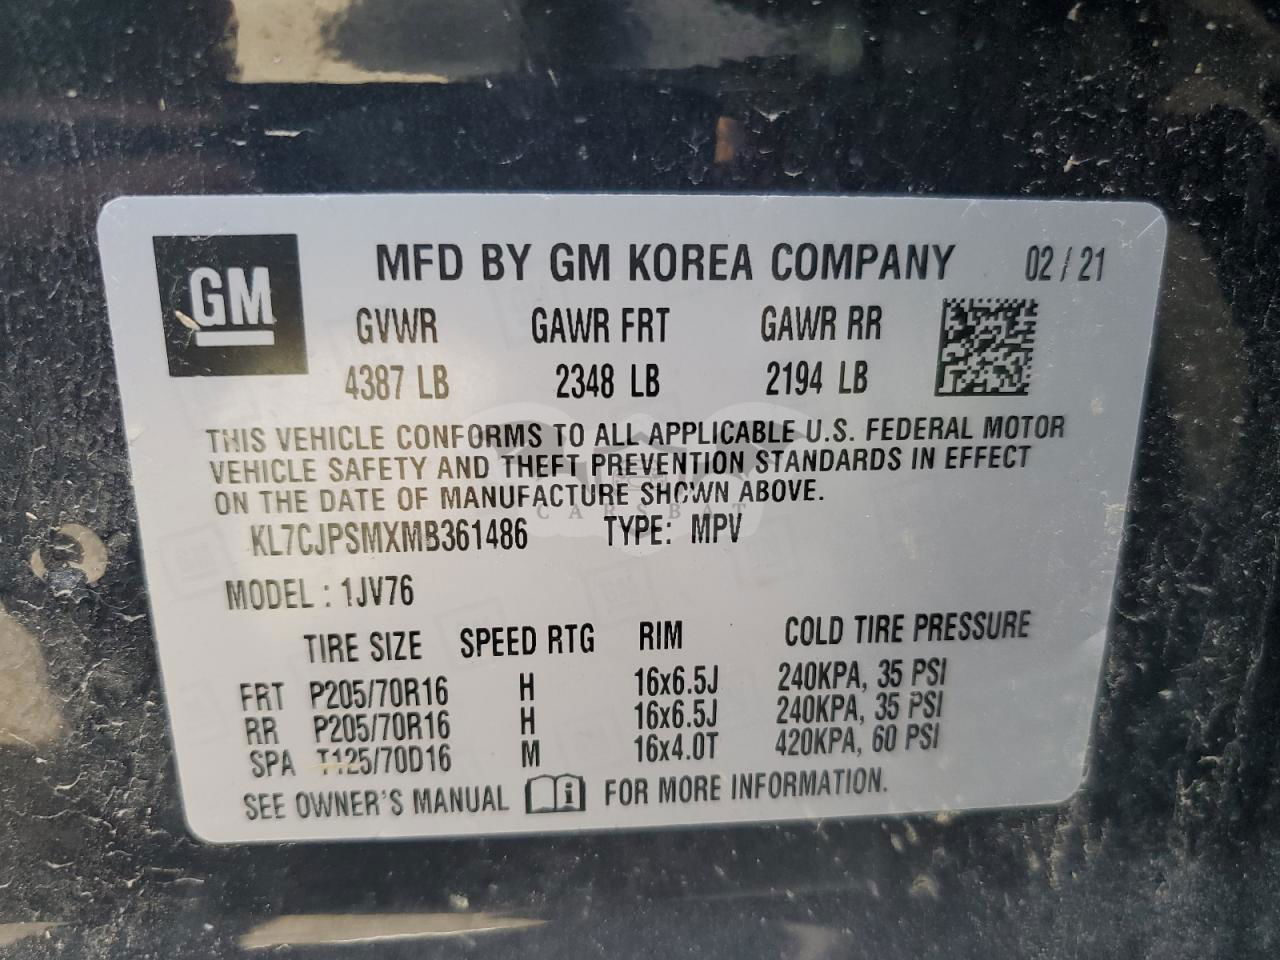 GM
MFD BY GM KOREA COMPANY 02 / 21
GVWR GAWR FRT GAWR RR
4387 LB 2348 LB 2194 LB
THIS VEHICLE CONFORMS TO ALL APPLICABLE U.S. FEDERAL MOTOR
VEHICLE SAFETY AND THEFT PREVENTION STANDARDS IN EFFECT
ON THE DATE OF MANUFACTURE SHOWN ABOVE.
CARSBAT
KL7CJPSMXMB361486 TYPE: MPV
MODEL : 1JV76
TIRE SIZE SPEED RTG RIM COLD TIRE PRESSURE
FRT P205/70R16 H 16x6.5J 240KPA, 35 PSI
RR P205/70R16 H 16x6.5J 240KPA, 35 PSI
SPA T125/70D16 M 16x4.0T 420KPA, 60 PSI
SEE OWNER'S MANUAL i FOR MORE INFORMATION.